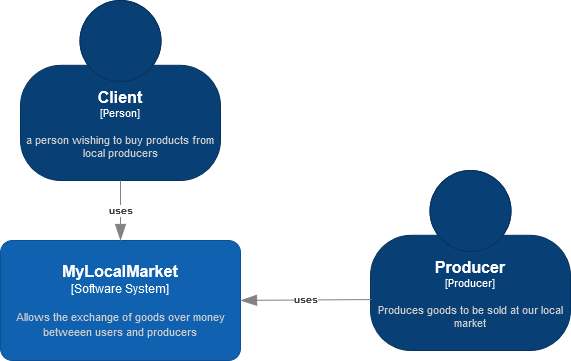 Client
[Person]
a person wishing to buy products from
local producers
uses
MyLocalMarket
[Software System]
Allows the exchange of goods over money
betweeen users and producers
uses
Producer
[Producer]
Produces goods to be sold at our local
market